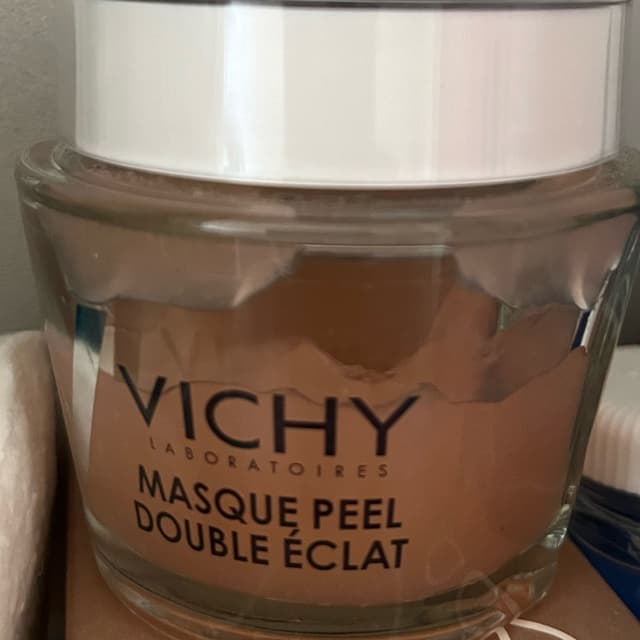 VICHY
LABORATOIRES
MASQUE PEEL
DOUBLE ÉCLAT